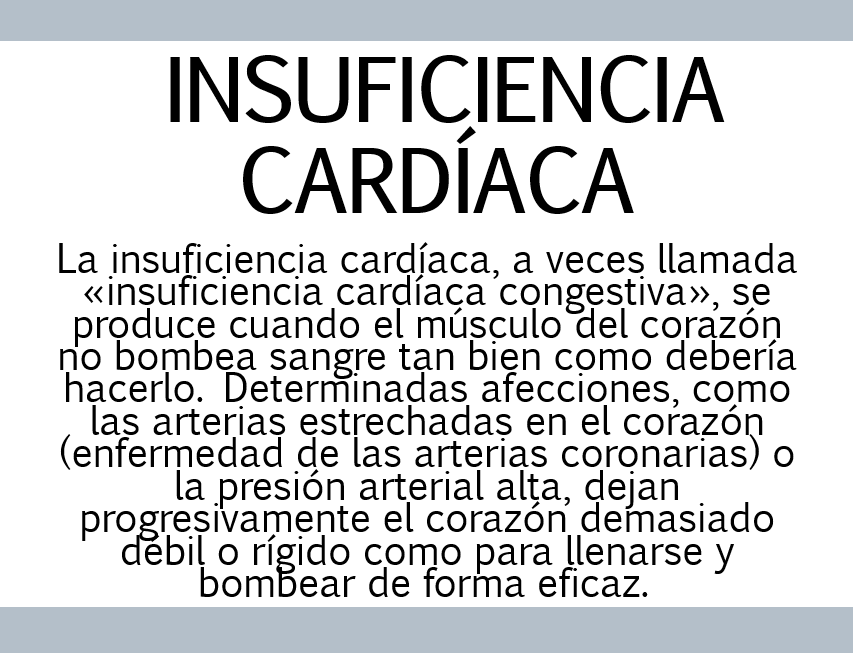 INSUFICIENCIA
CARDÍACA
La insuficiencia cardíaca, a veces llamada
«insuficiencia cardíaca congestiva», se
produce cuando el músculo del corazón
no bombea sangre tan bien como debería
hacerlo. Determinadas afecciones, como
las arterias estrechadas en el corazón
(enfermedad de las arterias coronarias) o
la presión arterial alta, dejan
progresivamente el corazón demasiado
débil o rígido como para llenarse y
bombear de forma eficaz.